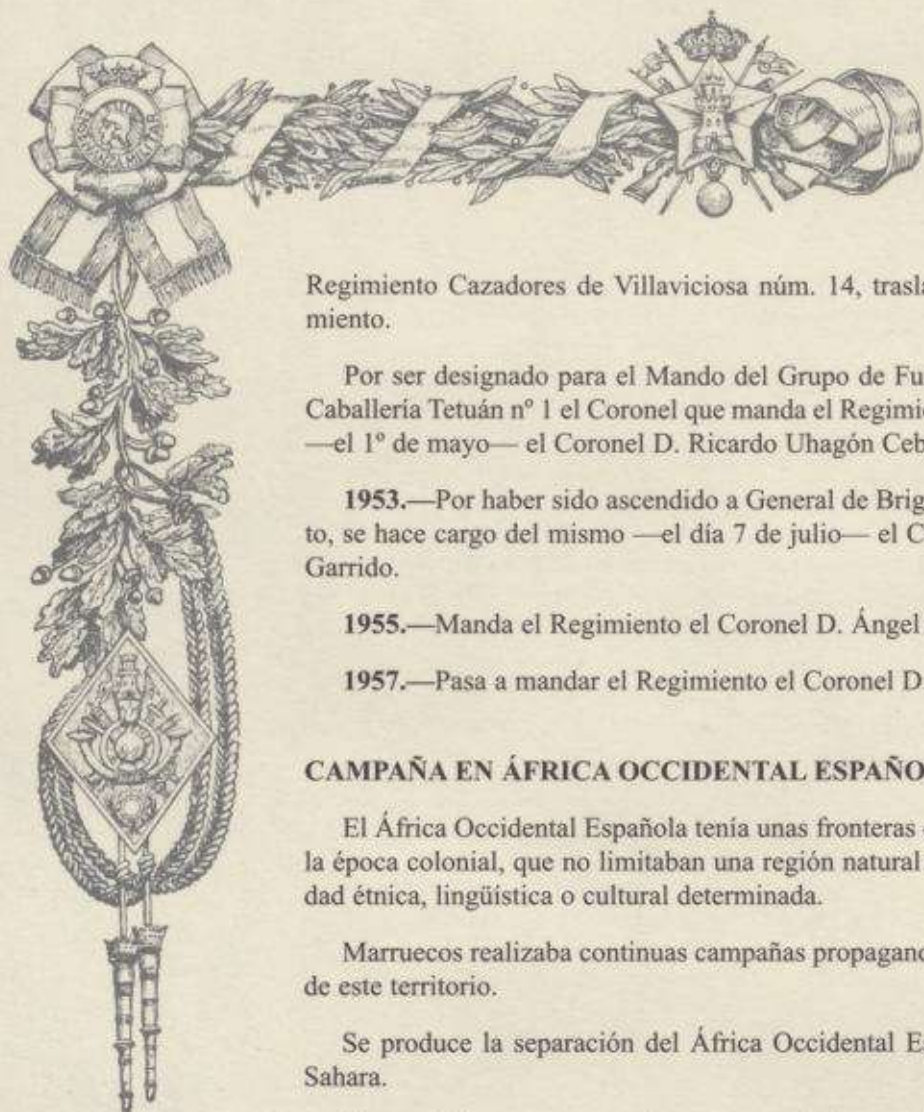 Regimiento Cazadores de Villaviciosa núm. 14, trasla
miento.
Por ser designado para el Mando del Grupo de Fu
Caballería Tetuán nº 1 el Coronel que manda el Regimi
—el 1º de mayo— el Coronel D. Ricardo Uhagón Ceb
1953.—Por haber sido ascendido a General de Brig
to, se hace cargo del mismo —el día 7 de julio— el C
Garrido.
1955.—Manda el Regimiento el Coronel D. Ángel
1957.—Pasa a mandar el Regimiento el Coronel D.
CAMPAÑA EN ÁFRICA OCCIDENTAL ESPAÑO
El África Occidental Española tenía unas fronteras
la época colonial, que no limitaban una región natural
dad étnica, lingüística o cultural determinada.
Marruecos realizaba continuas campañas propagand
de este territorio.
Se produce la separación del África Occidental Es
Sahara.